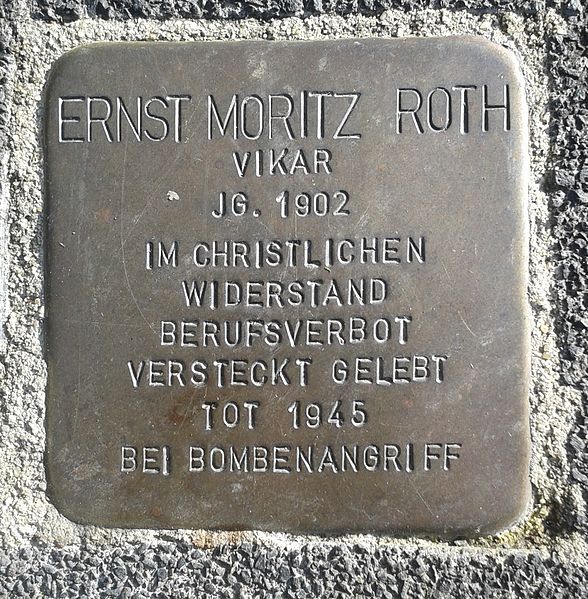 ERNST MORITZ ROTH
VIKAR
JG. 1902
IM CHRISTLICHEN
WIDERSTAND
BERUFSVERBOT
VERSTECKT GELEBT
TOT 1945
BEI BOMBENANGRIFF